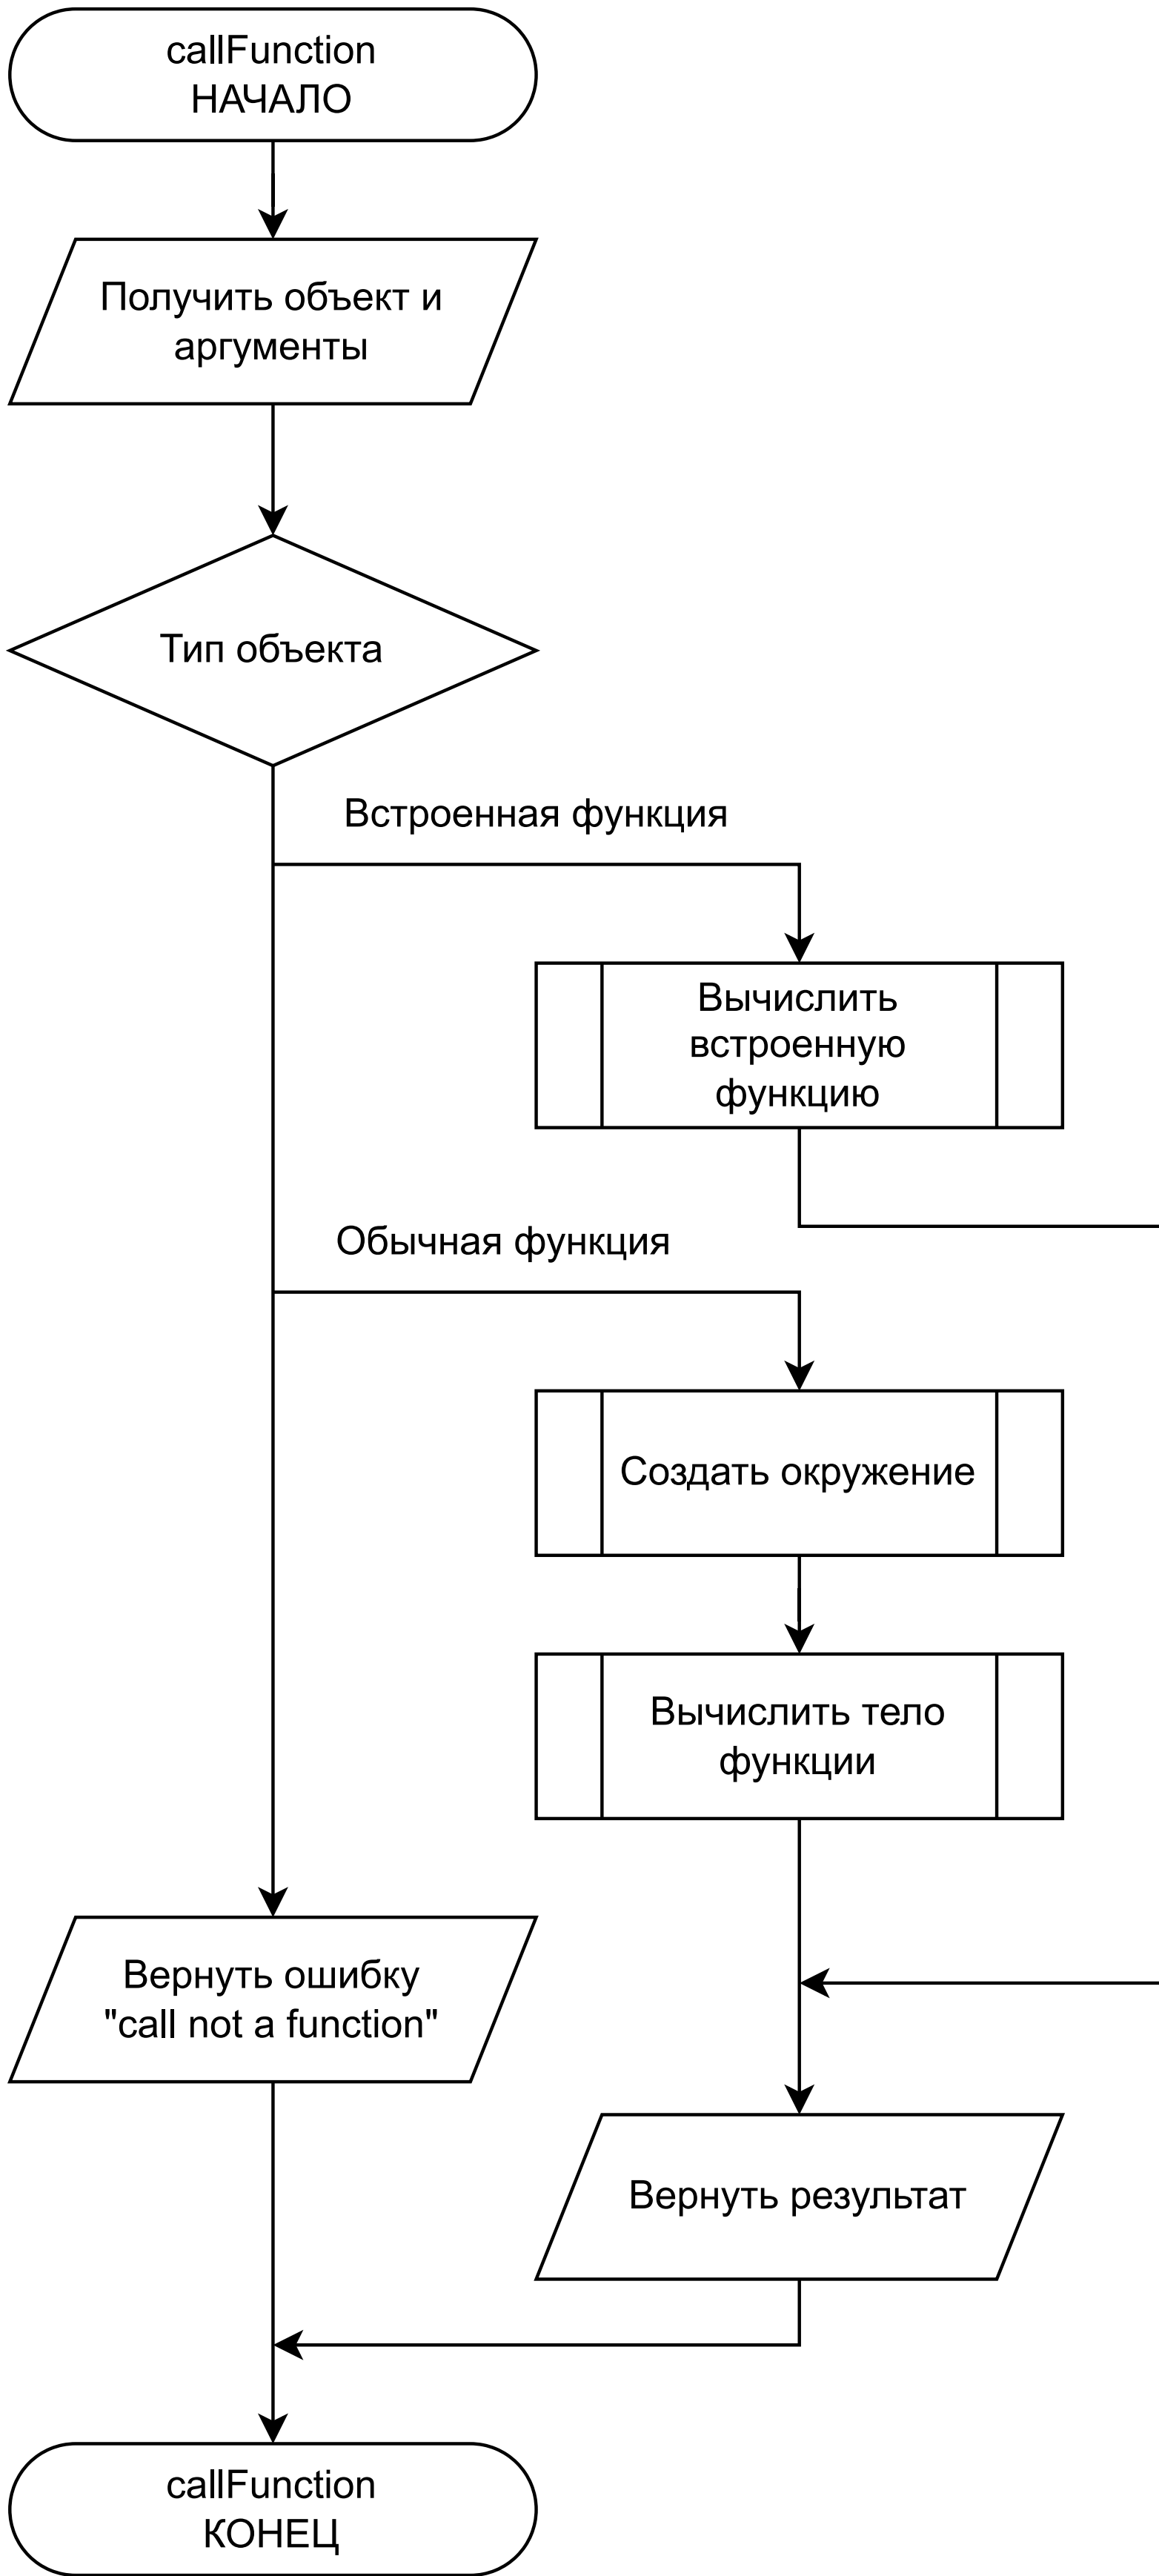 callFunction
НАЧАЛО
Получить объект и
аргументы
Тип объекта
Встроенная функция
Вычислить
встроенную
функцию
Обычная функция
Создать окружение
Вычислить тело
функции
Вернуть ошибку
"call not a function"
Вернуть результат
callFunction
КОНЕЦ